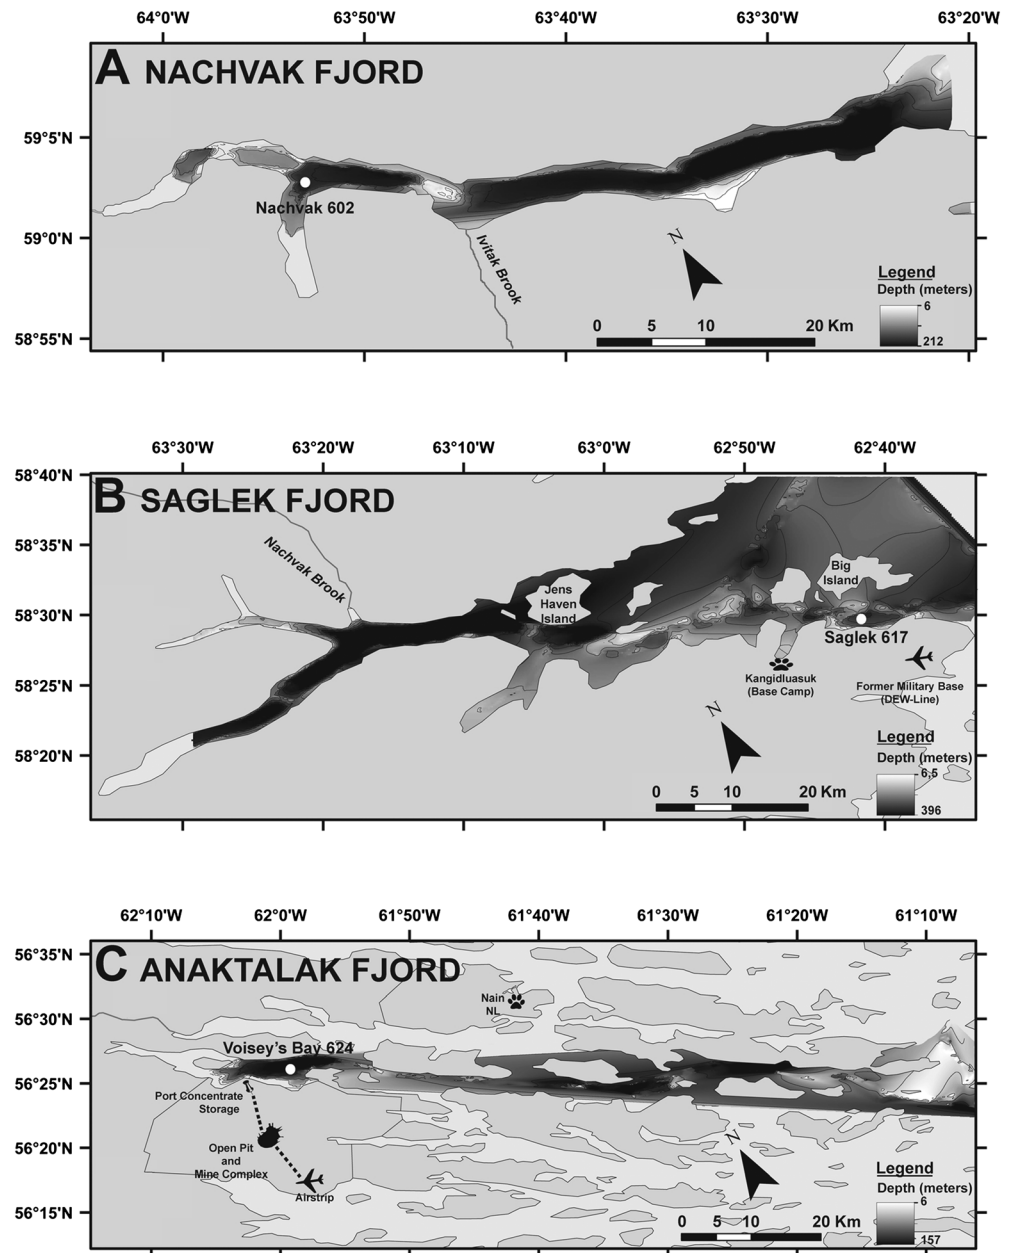 64°0'W 63°50'W 63°40'W 63°30'W 63°20'W
A NACHVAK FJORD
59°5'N
Nachvak 602
59°0'N
N
Ivitak Brook
Legend
Depth (meters)
6
212
0 5 10 20 Km
58°55'N
63°30'W 63°20'W 63°10'W 63°0'W 62°50'W 62°40'W
58°40'N
B SAGLEK FJORD
58°35'N
Nachvak Brook
Big
Island
Jens
Haven
Island
58°30'N
Saglek 617
Kangidluasuk
(Base Camp)
Former Military Base
(DEW-Line)
58°25'N
N
58°20'N
Legend
Depth (meters)
6,5
396
0 5 10 20 Km
62°10'W 62°0'W 61°50'W 61°40'W 61°30'W 61°20'W 61°10'W
56°35'N
C ANAKTALAK FJORD
Nain
NL
56°30'N
Voisey's Bay 624
56°25'N
Port Concentrate
Storage
56°20'N
Open Pit
and
Mine Complex
Airstrip
N
56°15'N
Legend
Depth (meters)
6
157
0 5 10 20 Km